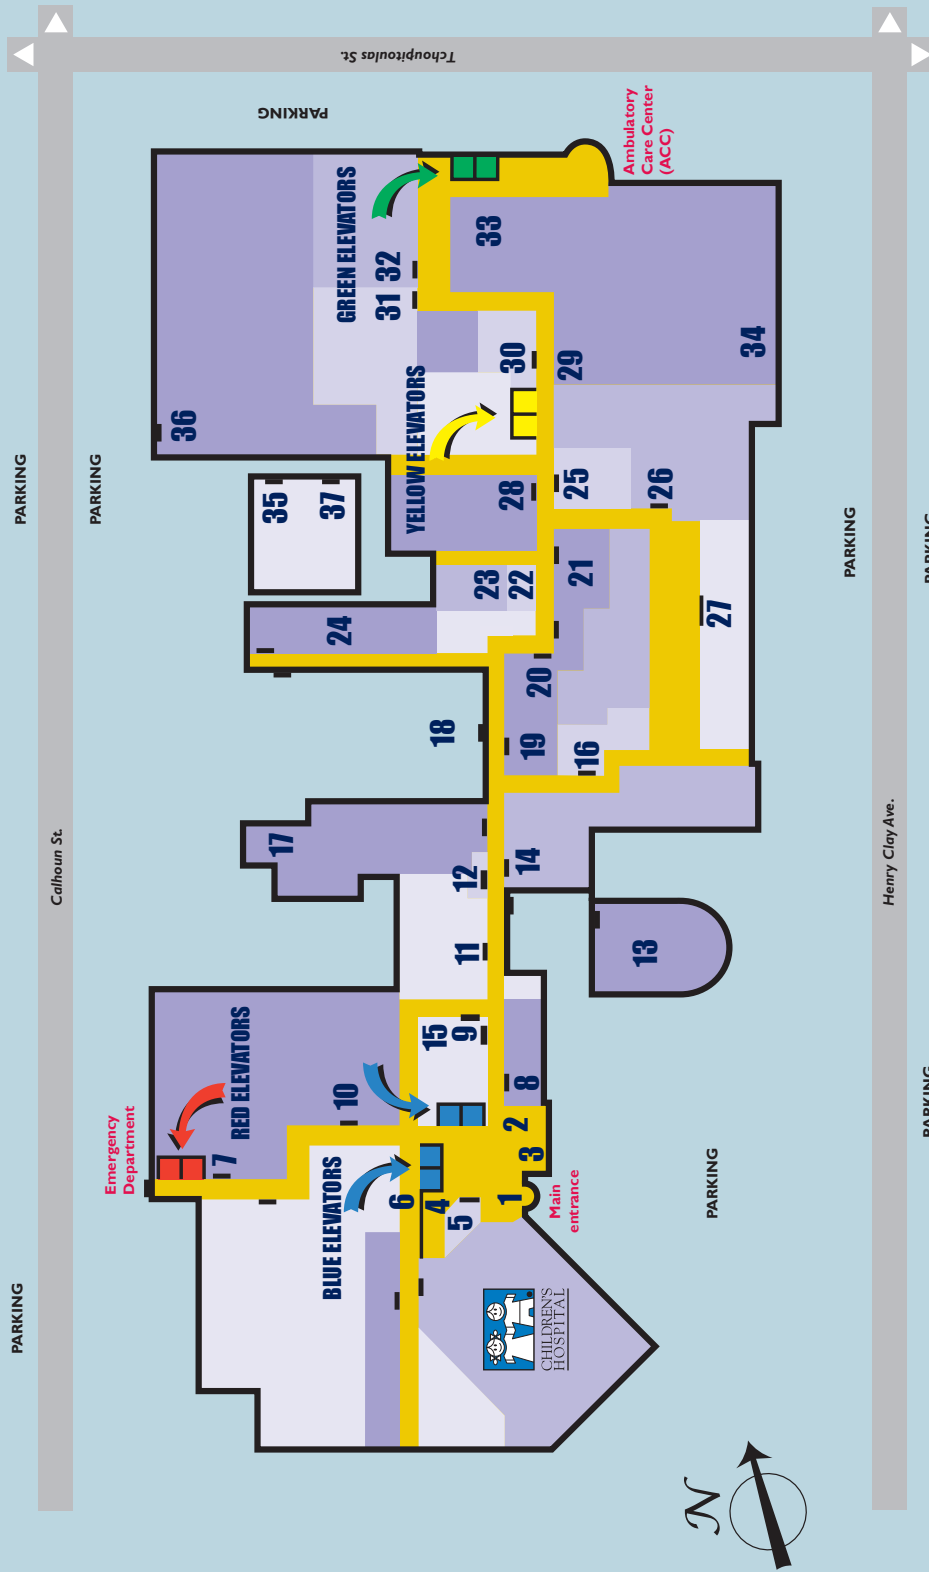 Tchoupitoulas St.
PARKING
Ambulatory
Care Center
(ACC)
GREEN ELEVATORS
33
32
31
34
30
29
YELLOW ELEVATORS
36
PARKING
PARKING
35
37
28
25
26
PARKING
PARKING
23
22
21
27
24
20
19
18
16
17
14
12
Calhoun St.
Henry Clay Ave.
11
13
15
9
10
8
RED ELEVATORS
PARKING
Emergency
Department
7
2
3
BLUE ELEVATORS
6
4
5
1
Main
entrance
PARKING
PARKING
CHILDREN'S
HOSPITAL
N